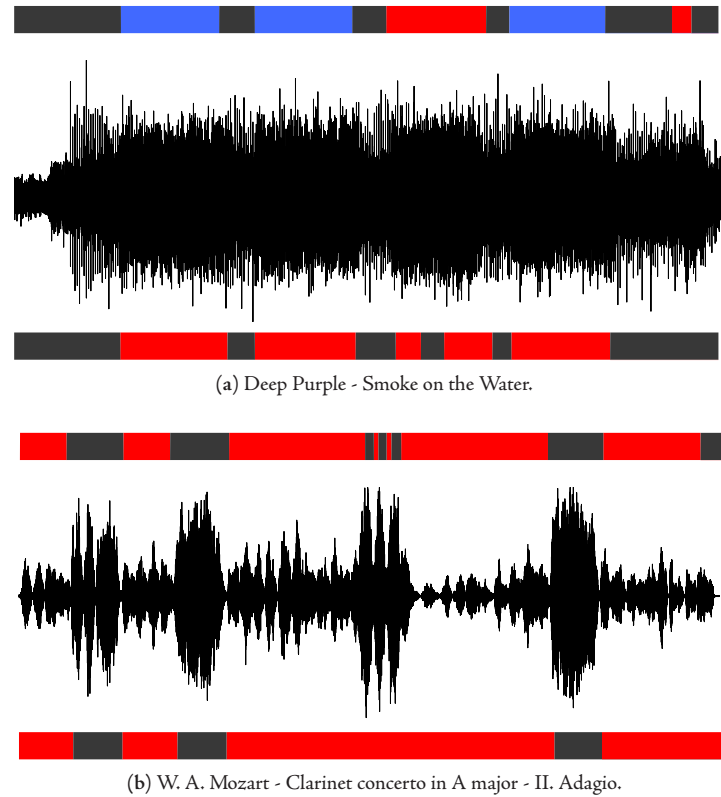 (a) Deep Purple - Smoke on the Water.
(b) W. A. Mozart - Clarinet concerto in A major - II. Adagio.